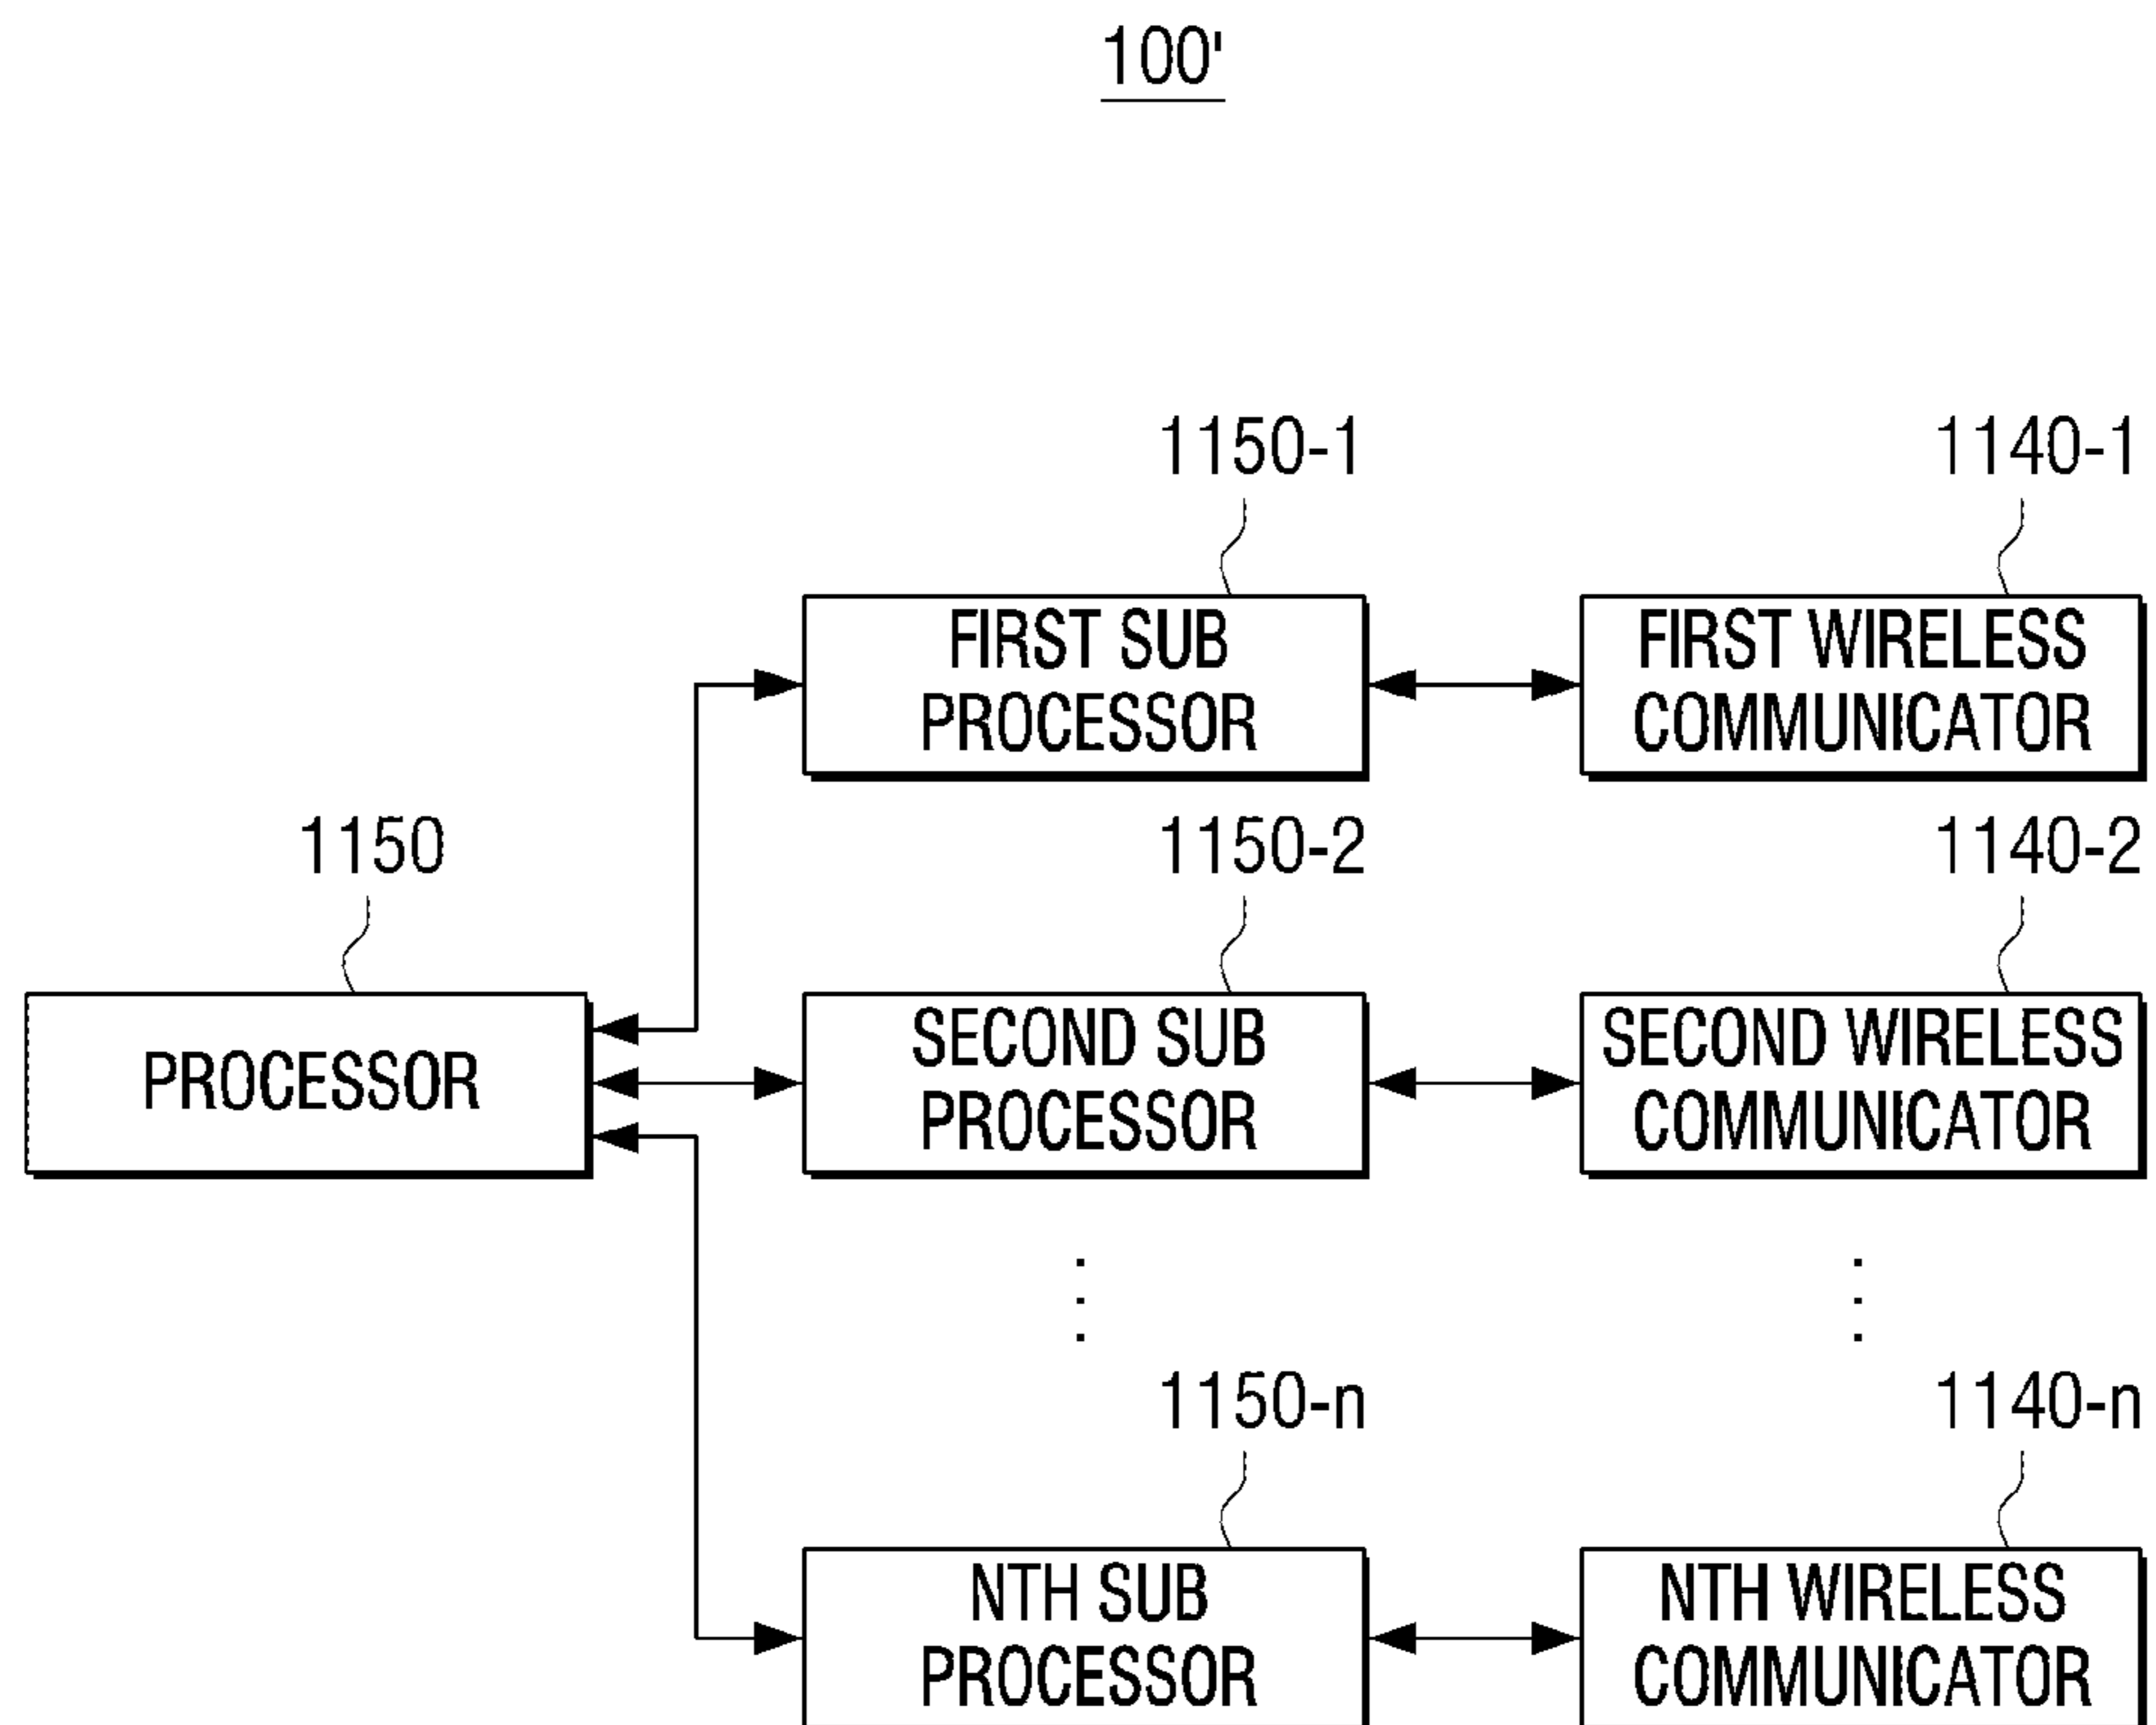 100'
1150-1
1140-1
FIRST SUB
PROCESSOR
FIRST WIRELESS
COMMUNICATOR
1150
1150-2
1140-2
PROCESSOR
SECOND SUB
PROCESSOR
SECOND WIRELESS
COMMUNICATOR
1150-n
1140-n
NTH SUB
PROCESSOR
NTH WIRELESS
COMMUNICATOR